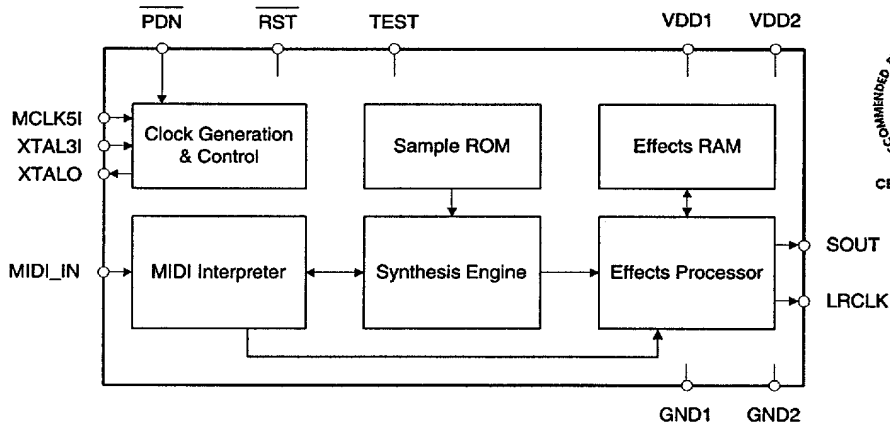 PDN RST TEST VDD1 VDD2
MCLK5I
XTAL3I
XTALO
Clock Generation
& Control
Sample ROM
Effects RAM
MIDI_IN
MIDI Interpreter
Synthesis Engine
Effects Processor
SOUT
LRCLK
GND1 GND2